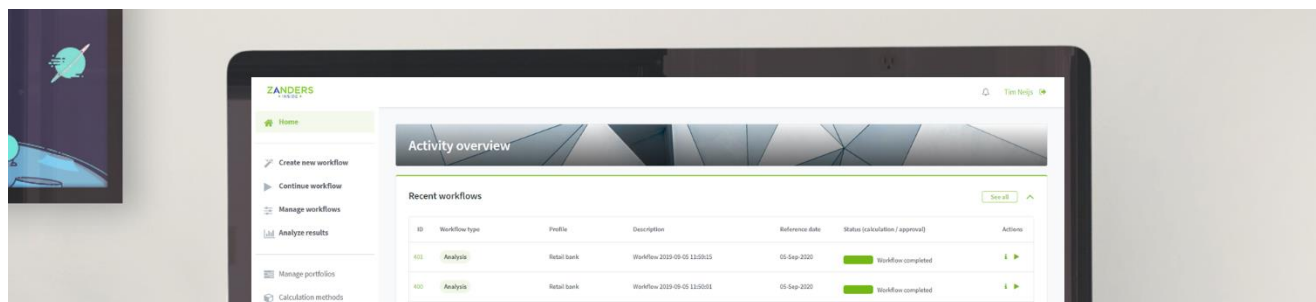 ZANDERS
Tim Neijs
Home
Activity overview
Create new workflow
Continue workflow
Manage workflows
Analyze results
Recent workflows
See all
ID Workflow type Profile Description Reference date Status (calculation / approval) Actions
Analysis Retail bank Workflow 2019-09-05 11:59:15 05-Sep-2020 Workflow completed
400 Analysis Retail bank Workflow 2019-09-05 11:50:01 05-Sep-2020 Workflow completed
Manage portfolios
Calculation methods